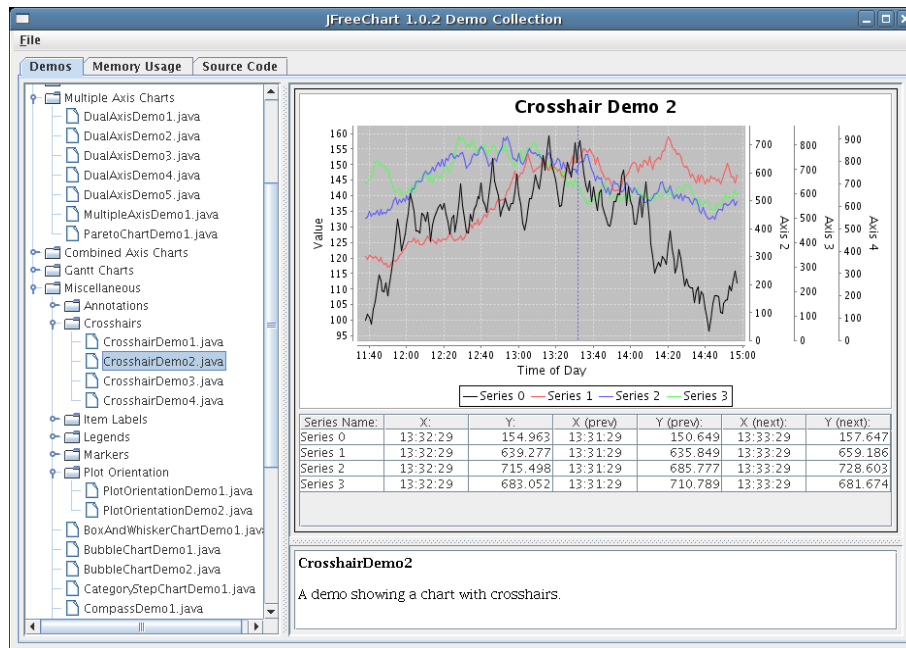 JFreeChart 1.0.2 Demo Collection
File
Demos Memory Usage Source Code
Multiple Axis Charts
DualAxisDemo1.java
DualAxisDemo2.java
DualAxisDemo3.java
DualAxisDemo4.java
DualAxisDemo5.java
MultipleAxisDemo1.java
ParetoChartDemo1.java
Combined Axis Charts
Gantt Charts
Miscellaneous
Annotations
Crosshairs
CrosshairDemo1.java
CrosshairDemo2.java
CrosshairDemo3.java
CrosshairDemo4.java
Item Labels
Legends
Markers
Plot Orientation
PlotOrientationDemo1.java
PlotOrientationDemo2.java
BoxAndWhiskerChartDemo1.java
BubbleChartDemo1.java
BubbleChartDemo2.java
CategoryStepChartDemo1.java
CompassDemo1.java
Crosshair Demo 2
160
155
150
145
140
135
130
125
120
115
110
105
100
95
Value
700
600
500
400
300
200
100
0
Axis 2
800
700
600
500
400
300
200
100
0
Axis 3
900
800
700
600
500
400
300
200
100
0
Axis 4
11:40 12:00 12:20 12:40 13:00 13:20 13:40 14:00 14:20 14:40 15:00
Time of Day
Series 0 Series 1 Series 2 Series 3
Series Name: X: Y: X (prev) Y (prev): X (next): Y (next):
Series 0 13:32:29 154.963 13:31:29 150.649 13:33:29 157.647
Series 1 13:32:29 639.277 13:31:29 635.849 13:33:29 659.186
Series 2 13:32:29 715.498 13:31:29 685.777 13:33:29 728.603
Series 3 13:32:29 683.052 13:31:29 710.789 13:33:29 681.674
CrosshairDemo2
A demo showing a chart with crosshairs.